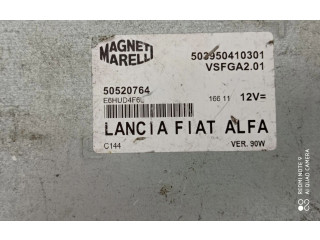 MAGNETI
MARELLI
503950410301
VSFGA2.01
50520764
E6HUD4F6
166 11
12V=
LANCIA FIAT ALFA
C144
VER. 90W
REDMI NOTE 9
AI QUAD CAMERA